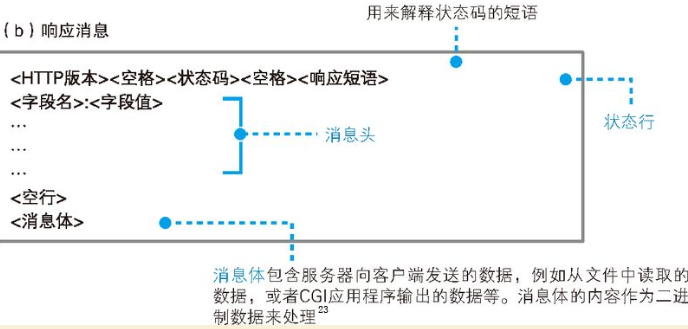 用来解释状态码的短语
(b)响应消息
<HTTP版本><空格><状态码><空格><响应短语>
<字段名>:<字段值>
状态行
…
消息头
…
…
<空行>
<消息体>
消息体包含服务器向客户端发送的数据，例如从文件中读取的
数据，或者CGI应用程序输出的数据等。消息体的内容作为二进
制数据来处理23